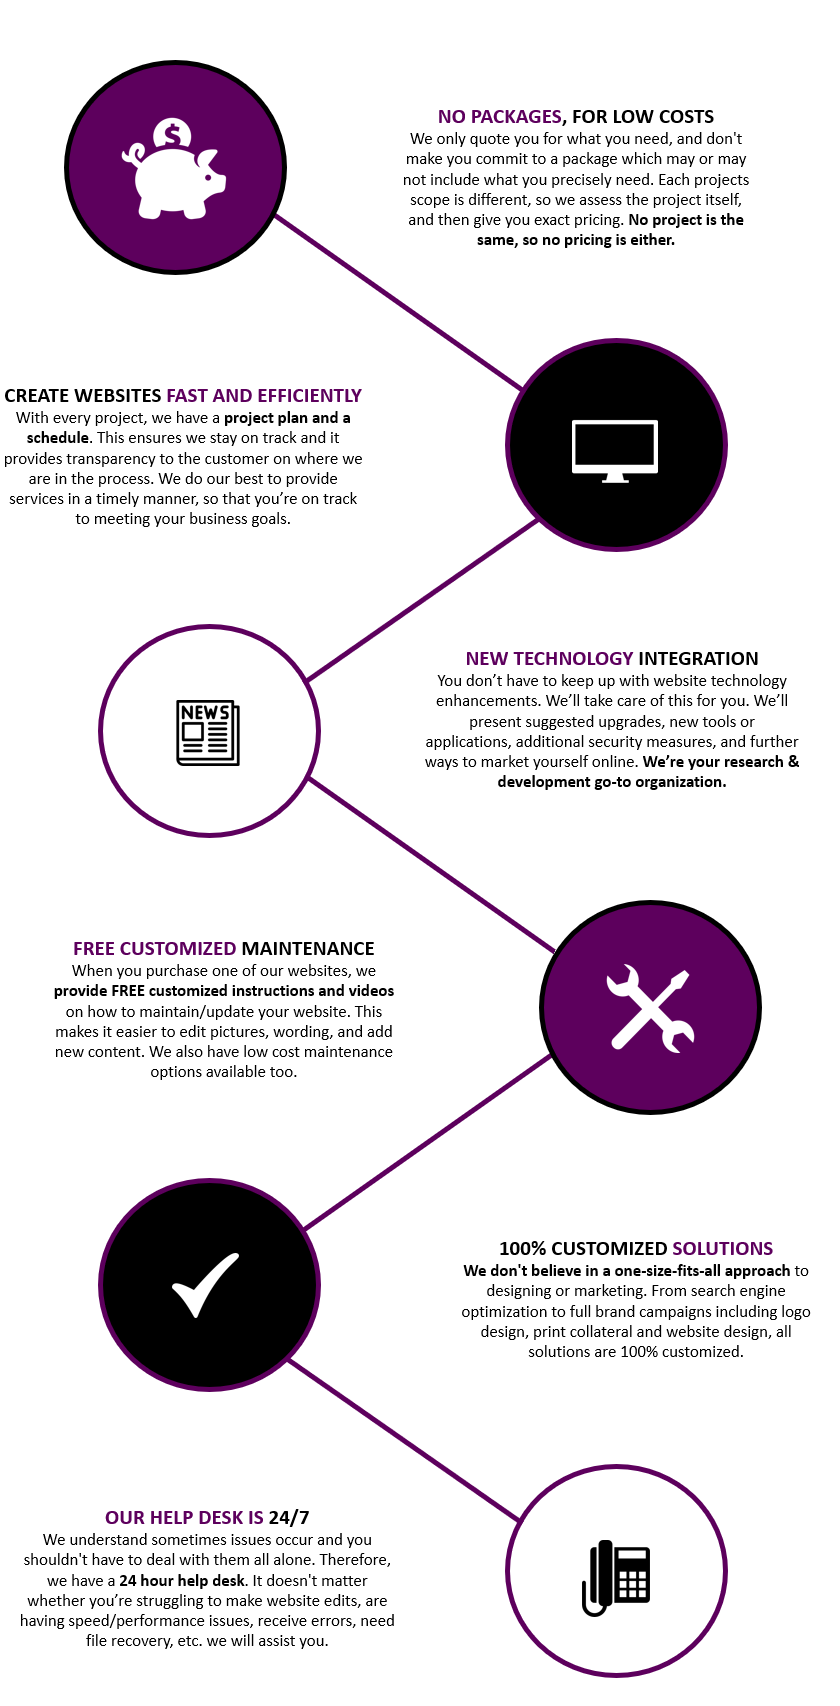 NO PACKAGES, FOR LOW COSTS
We only quote you for what you need, and don't
make you commit to a package which may or may
not include what you precisely need. Each projects
scope is different, so we assess the project itself,
and then give you exact pricing. No project is the
same, so no pricing is either.
CREATE WEBSITES FAST AND EFFICIENTLY
With every project, we have a project plan and a
schedule. This ensures we stay on track and it
provides transparency to the customer on where we
are in the process. We do our best to provide
services in a timely manner, so that you’re on track
to meeting your business goals.
NEWS
NEW TECHNOLOGY INTEGRATION
You don’t have to keep up with website technology
enhancements. We’ll take care of this for you. We’ll
present suggested upgrades, new tools or
applications, additional security measures, and further
ways to market yourself online. We’re your research &
development go-to organization.
FREE CUSTOMIZED MAINTENANCE
When you purchase one of our websites, we
provide FREE customized instructions and videos
on how to maintain/update your website. This
makes it easier to edit pictures, wording, and add
new content. We also have low cost maintenance
options available too.
100% CUSTOMIZED SOLUTIONS
We don't believe in a one-size-fits-all approach to
designing or marketing. From search engine
optimization to full brand campaigns including logo
design, print collateral and website design, all
solutions are 100% customized.
OUR HELP DESK IS 24/7
We understand sometimes issues occur and you
shouldn't have to deal with them all alone. Therefore,
we have a 24 hour help desk. It doesn't matter
whether you’re struggling to make website edits, are
having speed/performance issues, receive errors, need
file recovery, etc. we will assist you.